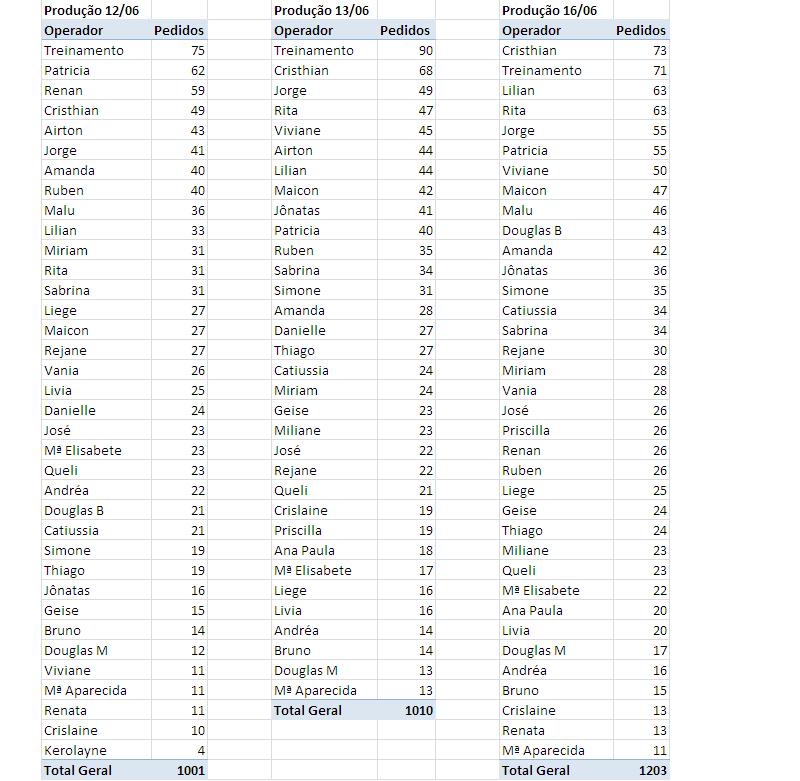 Produção 12/06 Produção 13/06 Produção 16/06
Operador Pedidos Operador Pedidos Operador Pedidos
Treinamento 75 Treinamento 90 Cristhian 73
Patricia 62 Cristhian 68 Treinamento 71
Renan 59 Jorge 49 Lilian 63
Cristhian 49 Rita 47 Rita 63
Airton 43 Viviane 45 Jorge 55
Jorge 41 Airton 44 Patricia 55
Amanda 40 Lilian 44 Viviane 50
Ruben 40 Maicon 42 Maicon 47
Malu 36 Jônatas 41 Malu 46
Lilian 33 Patricia 40 Douglas B 43
Miriam 31 Ruben 35 Amanda 42
Rita 31 Sabrina 34 Jônatas 36
Sabrina 31 Simone 31 Simone 35
Liege 27 Amanda 28 Catiussia 34
Maicon 27 Danielle 27 Sabrina 34
Rejane 27 Thiago 27 Rejane 30
Vania 26 Catiussia 24 Miriam 28
Livia 25 Miriam 24 Vania 28
Danielle 24 Geise 23 José 26
José 23 Miliane 23 Priscilla 26
Mª Elisabete 23 José 22 Renan 26
Queli 23 Rejane 22 Ruben 26
Andréa 22 Queli 21 Liege 25
Douglas B 21 Crislaine 19 Geise 24
Catiussia 21 Priscilla 19 Thiago 24
Simone 19 Ana Paula 18 Miliane 23
Thiago 19 Mª Elisabete 17 Queli 23
Jônatas 16 Liege 16 Mª Elisabete 22
Geise 15 Livia 16 Ana Paula 20
Bruno 14 Andréa 14 Livia 20
Douglas M 12 Bruno 14 Douglas M 17
Viviane 11 Douglas M 13 Andréa 16
Mª Aparecida 11 Mª Aparecida 13 Bruno 15
Renata 11 Total Geral 1010 Crislaine 13
Crislaine 10 Renata 13
Kerolayne 4 Mª Aparecida 11
Total Geral 1001 Total Geral 1203